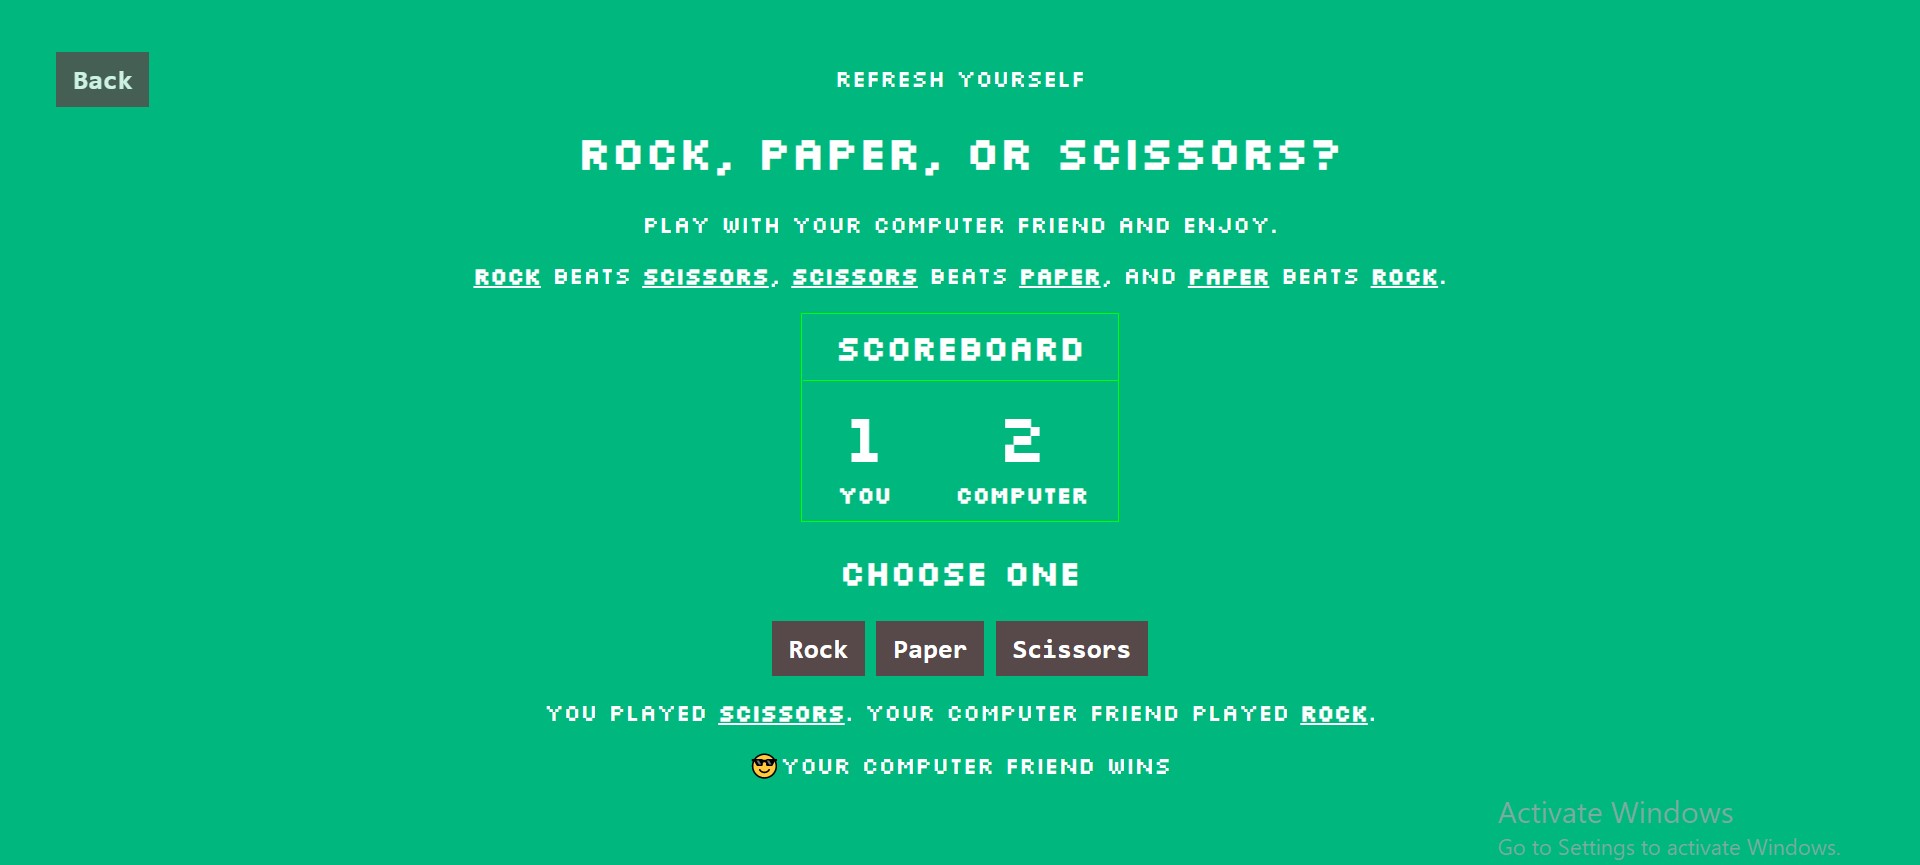 Back
REFRESH YOURSELF
ROCK, PAPER, OR SCISSORS?
PLAY WITH YOUR COMPUTER FRIEND AND ENJOY.
ROCK BEATS SCISSORS, SCISSORS BEATS PAPER, AND PAPER BEATS ROCK.
SCOREBOARD
1 2
YOU COMPUTER
CHOOSE ONE
Rock Paper Scissors
YOU PLAYED SCISSORS. YOUR COMPUTER FRIEND PLAYED ROCK.
😎YOUR COMPUTER FRIEND WINS
Activate Windows
Go to Settings to activate Windows.